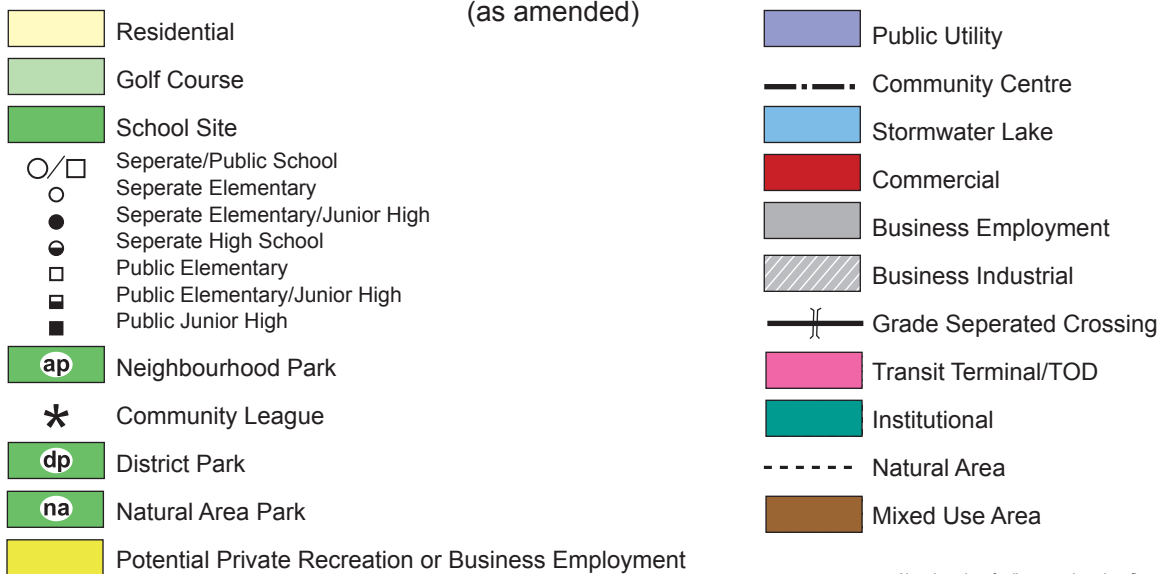 (as amended)
Residential
Golf Course
School Site
Seperate/Public School
Seperate Elementary
Seperate Elementary/Junior High
Seperate High School
Public Elementary
Public Elementary/Junior High
Public Junior High
ap Neighbourhood Park
Community League
dp District Park
na Natural Area Park
Potential Private Recreation or Business Employment
Public Utility
Community Centre
Stormwater Lake
Commercial
Business Employment
Business Industrial
Grade Seperated Crossing
Transit Terminal/TOD
Institutional
Natural Area
Mixed Use Area